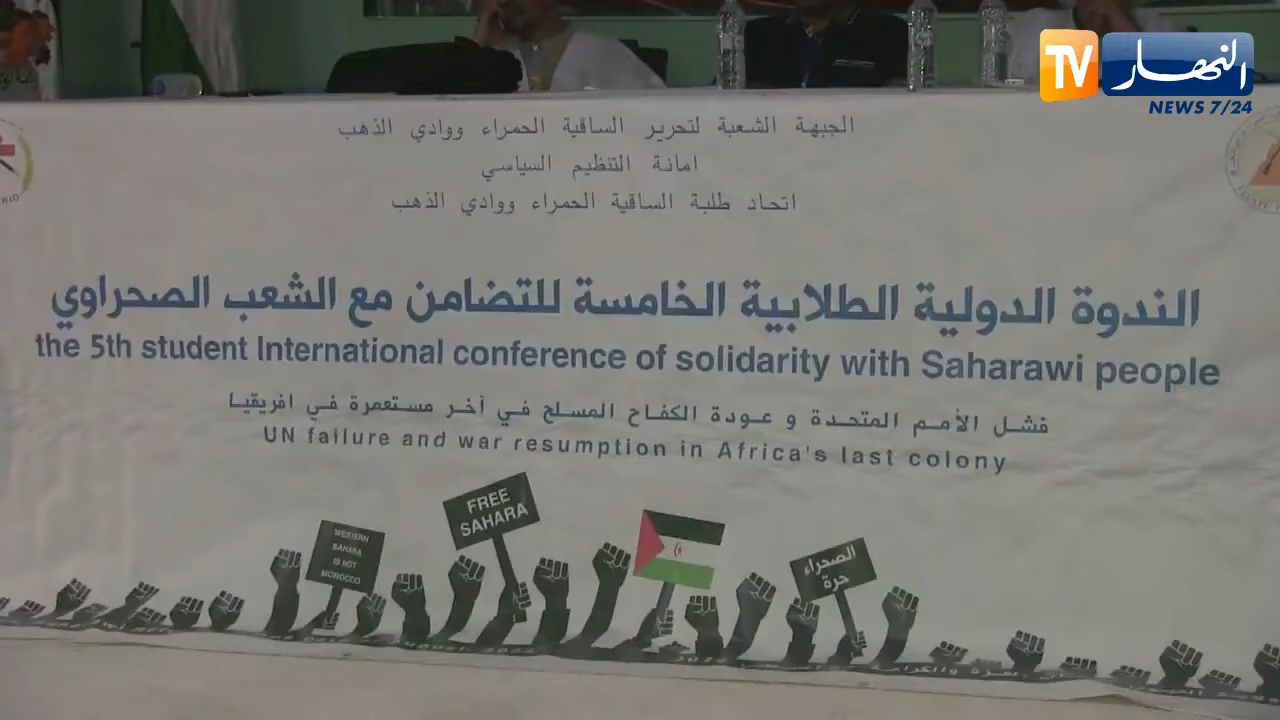 TV النهار
NEWS 7/24
الجبهة الشعبة لتحرير الساقية الحمراء ووادي الذهب
امانة التنظيم السياسي
اتحاد طلبة الساقية الحمراء ووادي الذهب
الندوة الدولية الطلابية الخامسة للتضامن مع الشعب الصحراوي
the 5th student International conference of solidarity with Saharawi people
فشل الأمم المتحدة و عودة الكفاح المسلح في آخر مستعمرة في افريقيا
UN failure and war resumption in Africa's last colony
WESTERN
SAHARA
IS NOT
MOROCCO
FREE
SAHARA
الصحراء
حرة